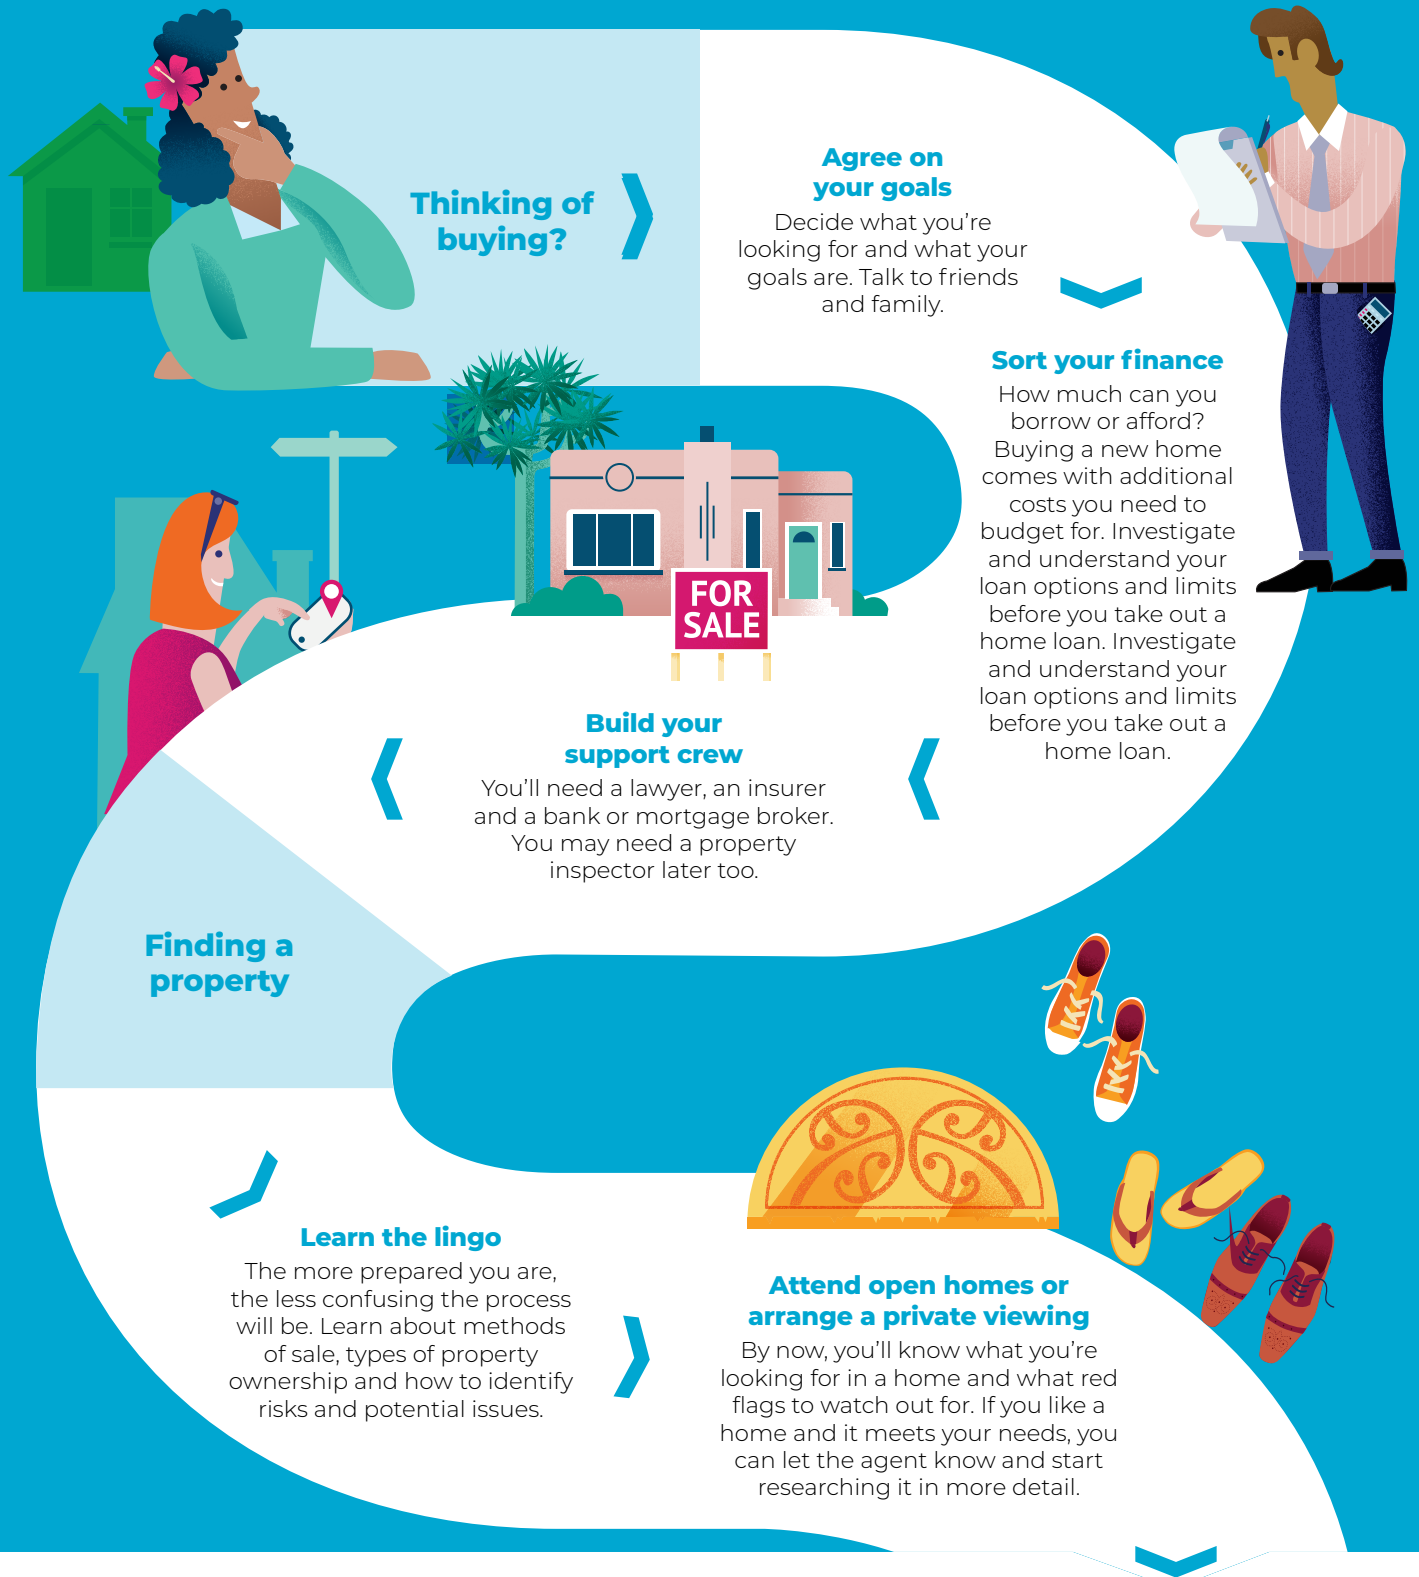 Thinking of
buying?
Agree on
your goals
Decide what you're
looking for and what your
goals are. Talk to friends
and family.
Sort your finance
How much can you
borrow or afford?
Buying a new home
comes with additional
costs you need to
budget for. Investigate
and understand your
loan options and limits
before you take out a
home loan. Investigate
and understand your
loan options and limits
before you take out a
home loan.
FOR
SALE
Build your
support crew
You'll need a lawyer, an insurer
and a bank or mortgage broker.
You may need a property
inspector later too.
Finding a
property
Learn the lingo
The more prepared you are,
the less confusing the process
will be. Learn about methods
of sale, types of property
ownership and how to identify
risks and potential issues.
Attend open homes or
arrange a private viewing
By now, you'll know what you're
looking for in a home and what red
flags to watch out for. If you like a
home and it meets your needs, you
can let the agent know and start
researching it in more detail.